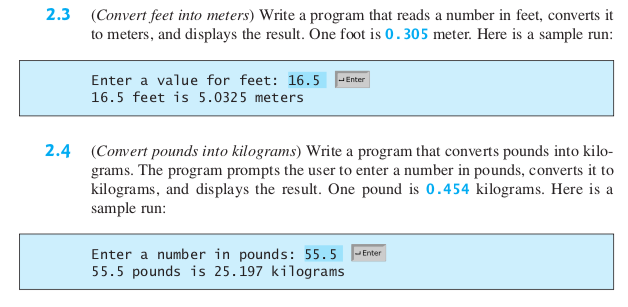 2.3 (Convert feet into meters) Write a program that reads a number in feet, converts it
to meters, and displays the result. One foot is 0.305 meter. Here is a sample run:
Enter a value for feet: 16.5 ↵Enter
16.5 feet is 5.0325 meters
2.4 (Convert pounds into kilograms) Write a program that converts pounds into kilo-
grams. The program prompts the user to enter a number in pounds, converts it to
kilograms, and displays the result. One pound is 0.454 kilograms. Here is a
sample run:
Enter a number in pounds: 55.5 ↵Enter
55.5 pounds is 25.197 kilograms